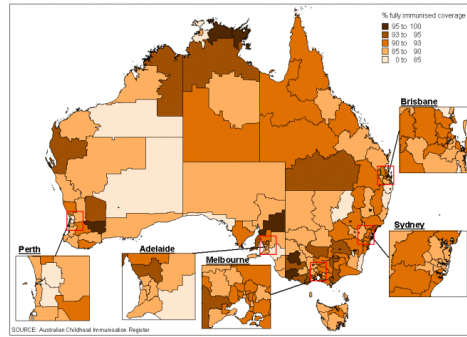 % fully immunised coverage
95 to 100
93 to 95
90 to 93
85 to 90
0 to 85
Brisbane
Sydney
Perth
Adelaide
Melbourne
SOURCE: Australian Childhood Immunisation Register